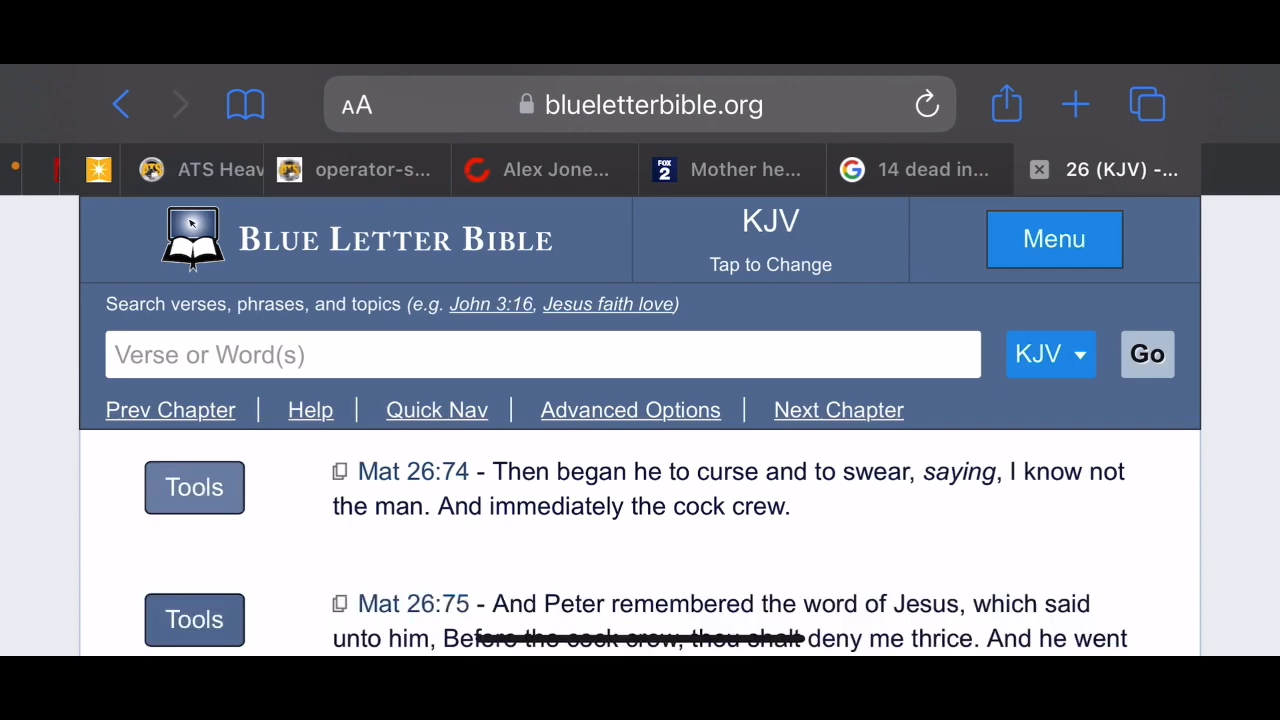 AA blueletterbible.org
ATS Heav operator-s... Alex Jone... FOX 2 Mother he... 14 dead in... 26 (KJV) -...
BLUE LETTER BIBLE
KJV
Tap to Change
Menu
Search verses, phrases, and topics (e.g. John 3:16, Jesus faith love)
Verse or Word(s) KJV Go
Prev Chapter | Help | Quick Nav | Advanced Options | Next Chapter
Tools
Mat 26:74 - Then began he to curse and to swear, saying, I know not
the man. And immediately the cock crew.
Tools
Mat 26:75 - And Peter remembered the word of Jesus, which said
unto him, Before the cock crow, thou shalt deny me thrice. And he went